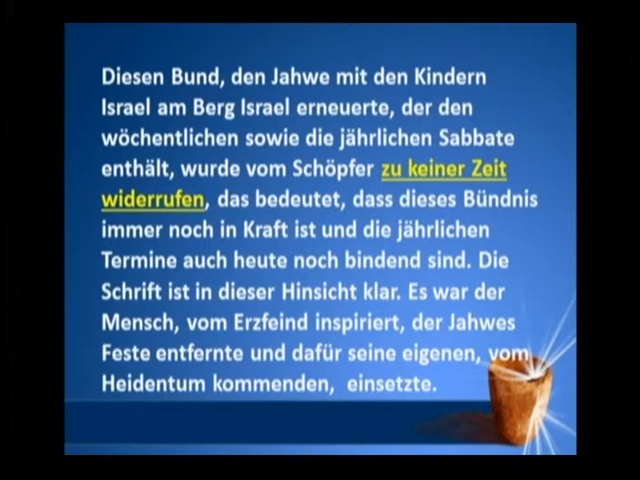 Diesen Bund, den Jahwe mit den Kindern
Israel am Berg Israel erneuerte, der den
wöchentlichen sowie die jährlichen Sabbate
enthält, wurde vom Schöpfer zu keiner Zeit
widerrufen, das bedeutet, dass dieses Bündnis
immer noch in Kraft ist und die jährlichen
Termine auch heute noch bindend sind. Die
Schrift ist in dieser Hinsicht klar. Es war der
Mensch, vom Erzfeind inspiriert, der Jahwes
Feste entfernte und dafür seine eigenen, vom
Heidentum kommenden, einsetzte.